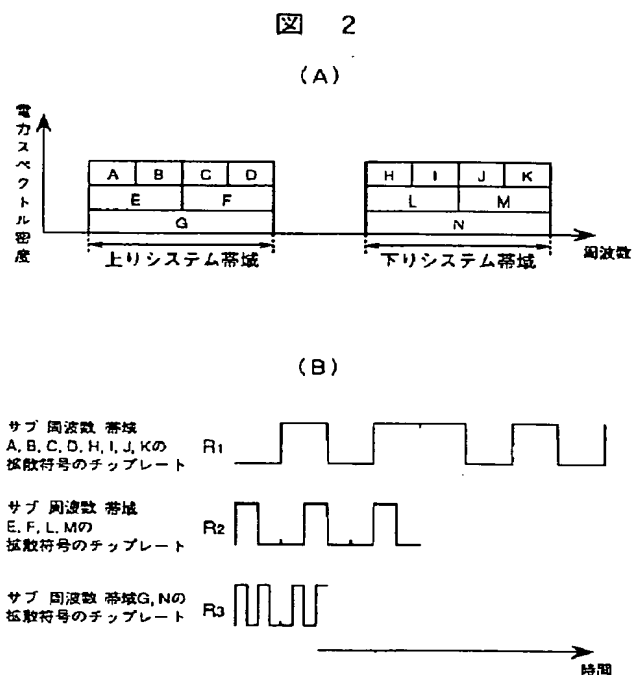 図 2
(A)
電力スペクトル密度
A B C D
E F
G
H I J K
L M
N
上りシステム帯域
下りシステム帯域
周波数
(B)
サブ 周波数 帯域
A, B, C, D, H, I, J, Kの
拡散符号のチップレート
R1
サブ 周波数 帯域
E, F, L, Mの
拡散符号のチップレート
R2
サブ 周波数 帯域G, Nの
拡散符号のチップレート
R3
時間